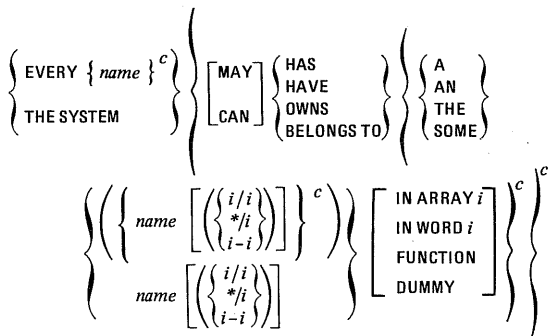 EVERY { name } c
THE SYSTEM
[ MAY
CAN ]
{ HAS
HAVE
OWNS
BELONGS TO }
{ A
AN
THE
SOME }
( { name [ ( { i/i
*/i
i-i } ) ] } c )
name [ ( { i/i
*/i
i-i } ) ]
[ IN ARRAY i
IN WORD i
FUNCTION
DUMMY ] c c